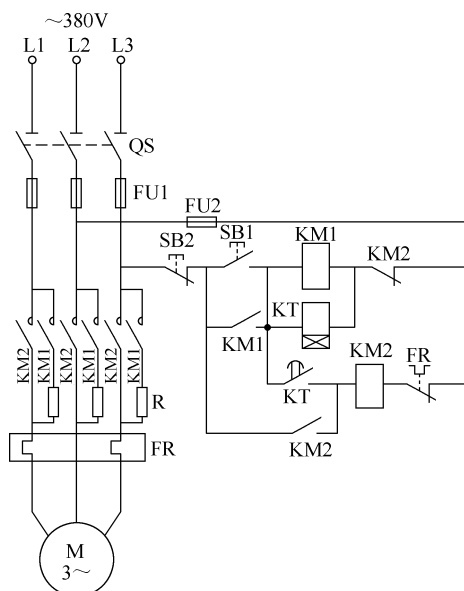 ～380V
L1 L2 L3
QS
FU1
FU2
SB2 SB1 KM1 KM2
KM1 KT
KM2 KM1 KM2 KM1 KM2 KM1
R
KT KM2 FR
KM2
FR
M
3～